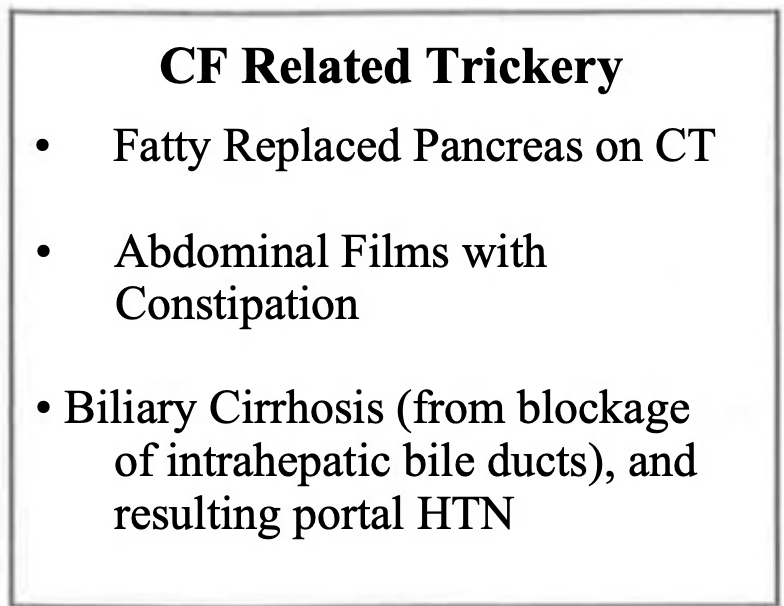 CF Related Trickery
• Fatty Replaced Pancreas on CT
• Abdominal Films with
Constipation
• Biliary Cirrhosis (from blockage
of intrahepatic bile ducts), and
resulting portal HTN